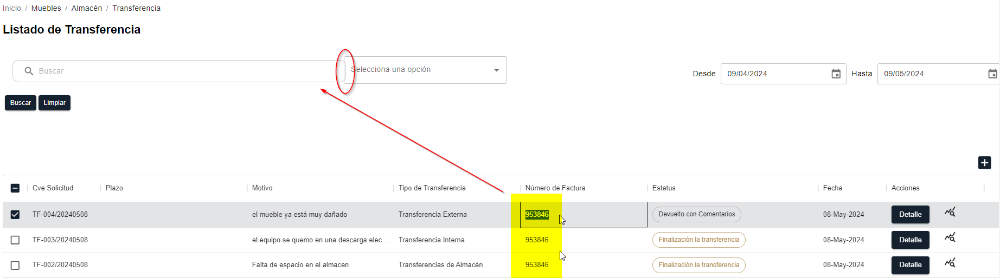 Inicio / Muebles / Almacén / Transferencia
Listado de Transferencia
Buscar
Selecciona una opción
Desde 09/04/2024 Hasta 09/05/2024
Buscar Limpiar
Cve Solicitud Plazo Motivo Tipo de Transferencia Número de Factura Estatus Fecha Acciones
TF-004/20240508 el mueble ya está muy dañado Transferencia Externa 953846 Devuelto con Comentarios 08-May-2024 Detalle
TF-003/20240508 el equipo se quemo en una descarga elec... Transferencia Interna 953846 Finalización la transferencia 08-May-2024 Detalle
TF-002/20240508 Falta de espacio en el almacen Transferencias de Almacén 953846 Finalización la transferencia 08-May-2024 Detalle